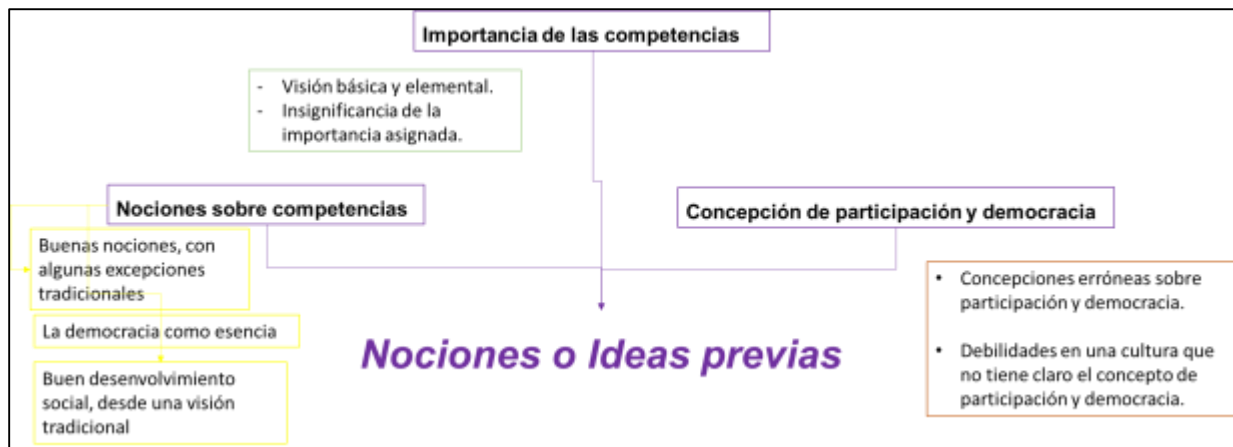 Importancia de las competencias
- Visión básica y elemental.
- Insignificancia de la
importancia asignada.
Nociones sobre competencias
Concepción de participación y democracia
Buenas nociones, con
algunas excepciones
tradicionales
La democracia como esencia
Buen desenvolvimiento
social, desde una visión
tradicional
Nociones o Ideas previas
• Concepciones erróneas sobre
participación y democracia.
• Debilidades en una cultura que
no tiene claro el concepto de
participación y democracia.